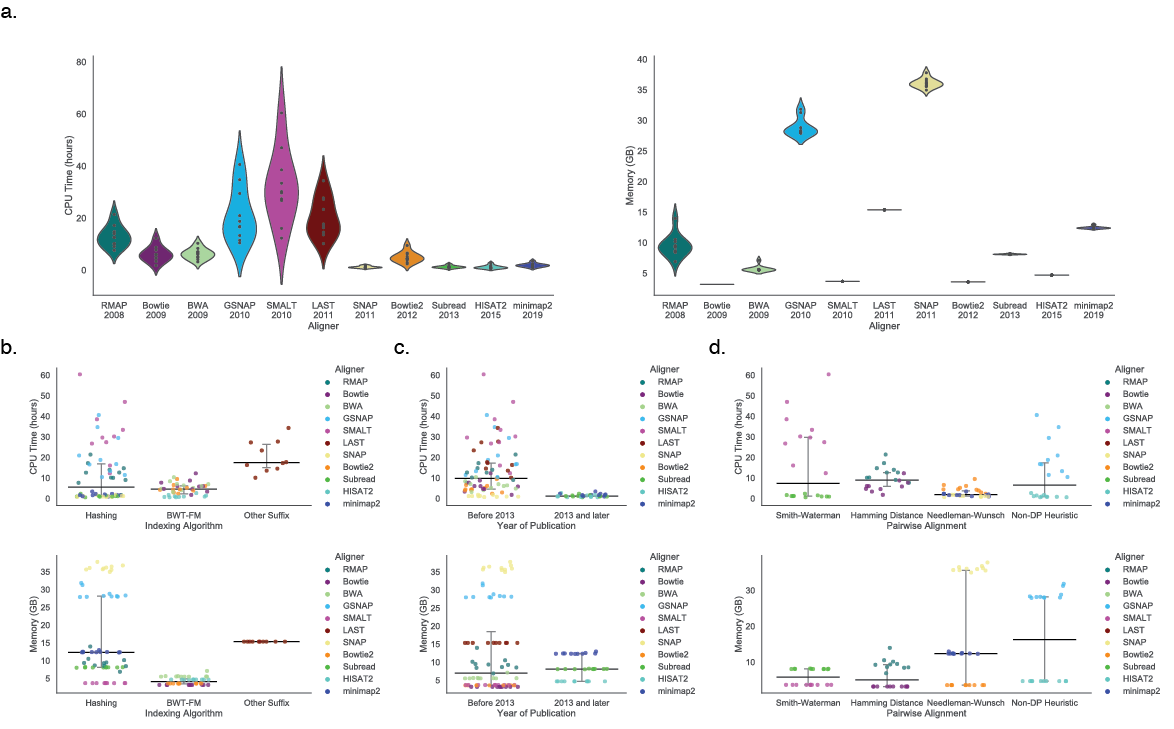 a.
80
60
40
20
0
CPU Time (hours)
RMAP Bowtie BWA GSNAP SMALT LAST SNAP Bowtie2 Subread HISAT2 minimap2
2008 2009 2009 2010 2010 2011 2011 2012 2013 2015 2019
Aligner
40
35
30
25
20
15
10
5
Memory (GB)
RMAP Bowtie BWA GSNAP SMALT LAST SNAP Bowtie2 Subread HISAT2 minimap2
2008 2009 2009 2010 2010 2011 2011 2012 2013 2015 2019
Aligner
b.
60
50
40
30
20
10
0
CPU Time (hours)
Hashing BWT-FM Other Suffix
Indexing Algorithm
Aligner
RMAP
Bowtie
BWA
GSNAP
SMALT
LAST
SNAP
Bowtie2
Subread
HISAT2
minimap2
35
30
25
20
15
10
5
Memory (GB)
Hashing BWT-FM Other Suffix
Indexing Algorithm
Aligner
RMAP
Bowtie
BWA
GSNAP
SMALT
LAST
SNAP
Bowtie2
Subread
HISAT2
minimap2
c.
60
50
40
30
20
10
0
CPU Time (hours)
Before 2013 2013 and later
Year of Publication
Aligner
RMAP
Bowtie
BWA
GSNAP
SMALT
LAST
SNAP
Bowtie2
Subread
HISAT2
minimap2
35
30
25
20
15
10
5
Memory (GB)
Before 2013 2013 and later
Year of Publication
Aligner
RMAP
Bowtie
BWA
GSNAP
SMALT
LAST
SNAP
Bowtie2
Subread
HISAT2
minimap2
d.
60
50
40
30
20
10
0
CPU Time (hours)
Smith-Waterman Hamming Distance Needleman-Wunsch Non-DP Heuristic
Pairwise Alignment
Aligner
RMAP
Bowtie
BWA
GSNAP
SMALT
LAST
SNAP
Bowtie2
Subread
HISAT2
minimap2
30
20
10
Memory (GB)
Smith-Waterman Hamming Distance Needleman-Wunsch Non-DP Heuristic
Pairwise Alignment
Aligner
RMAP
Bowtie
BWA
GSNAP
SMALT
LAST
SNAP
Bowtie2
Subread
HISAT2
minimap2